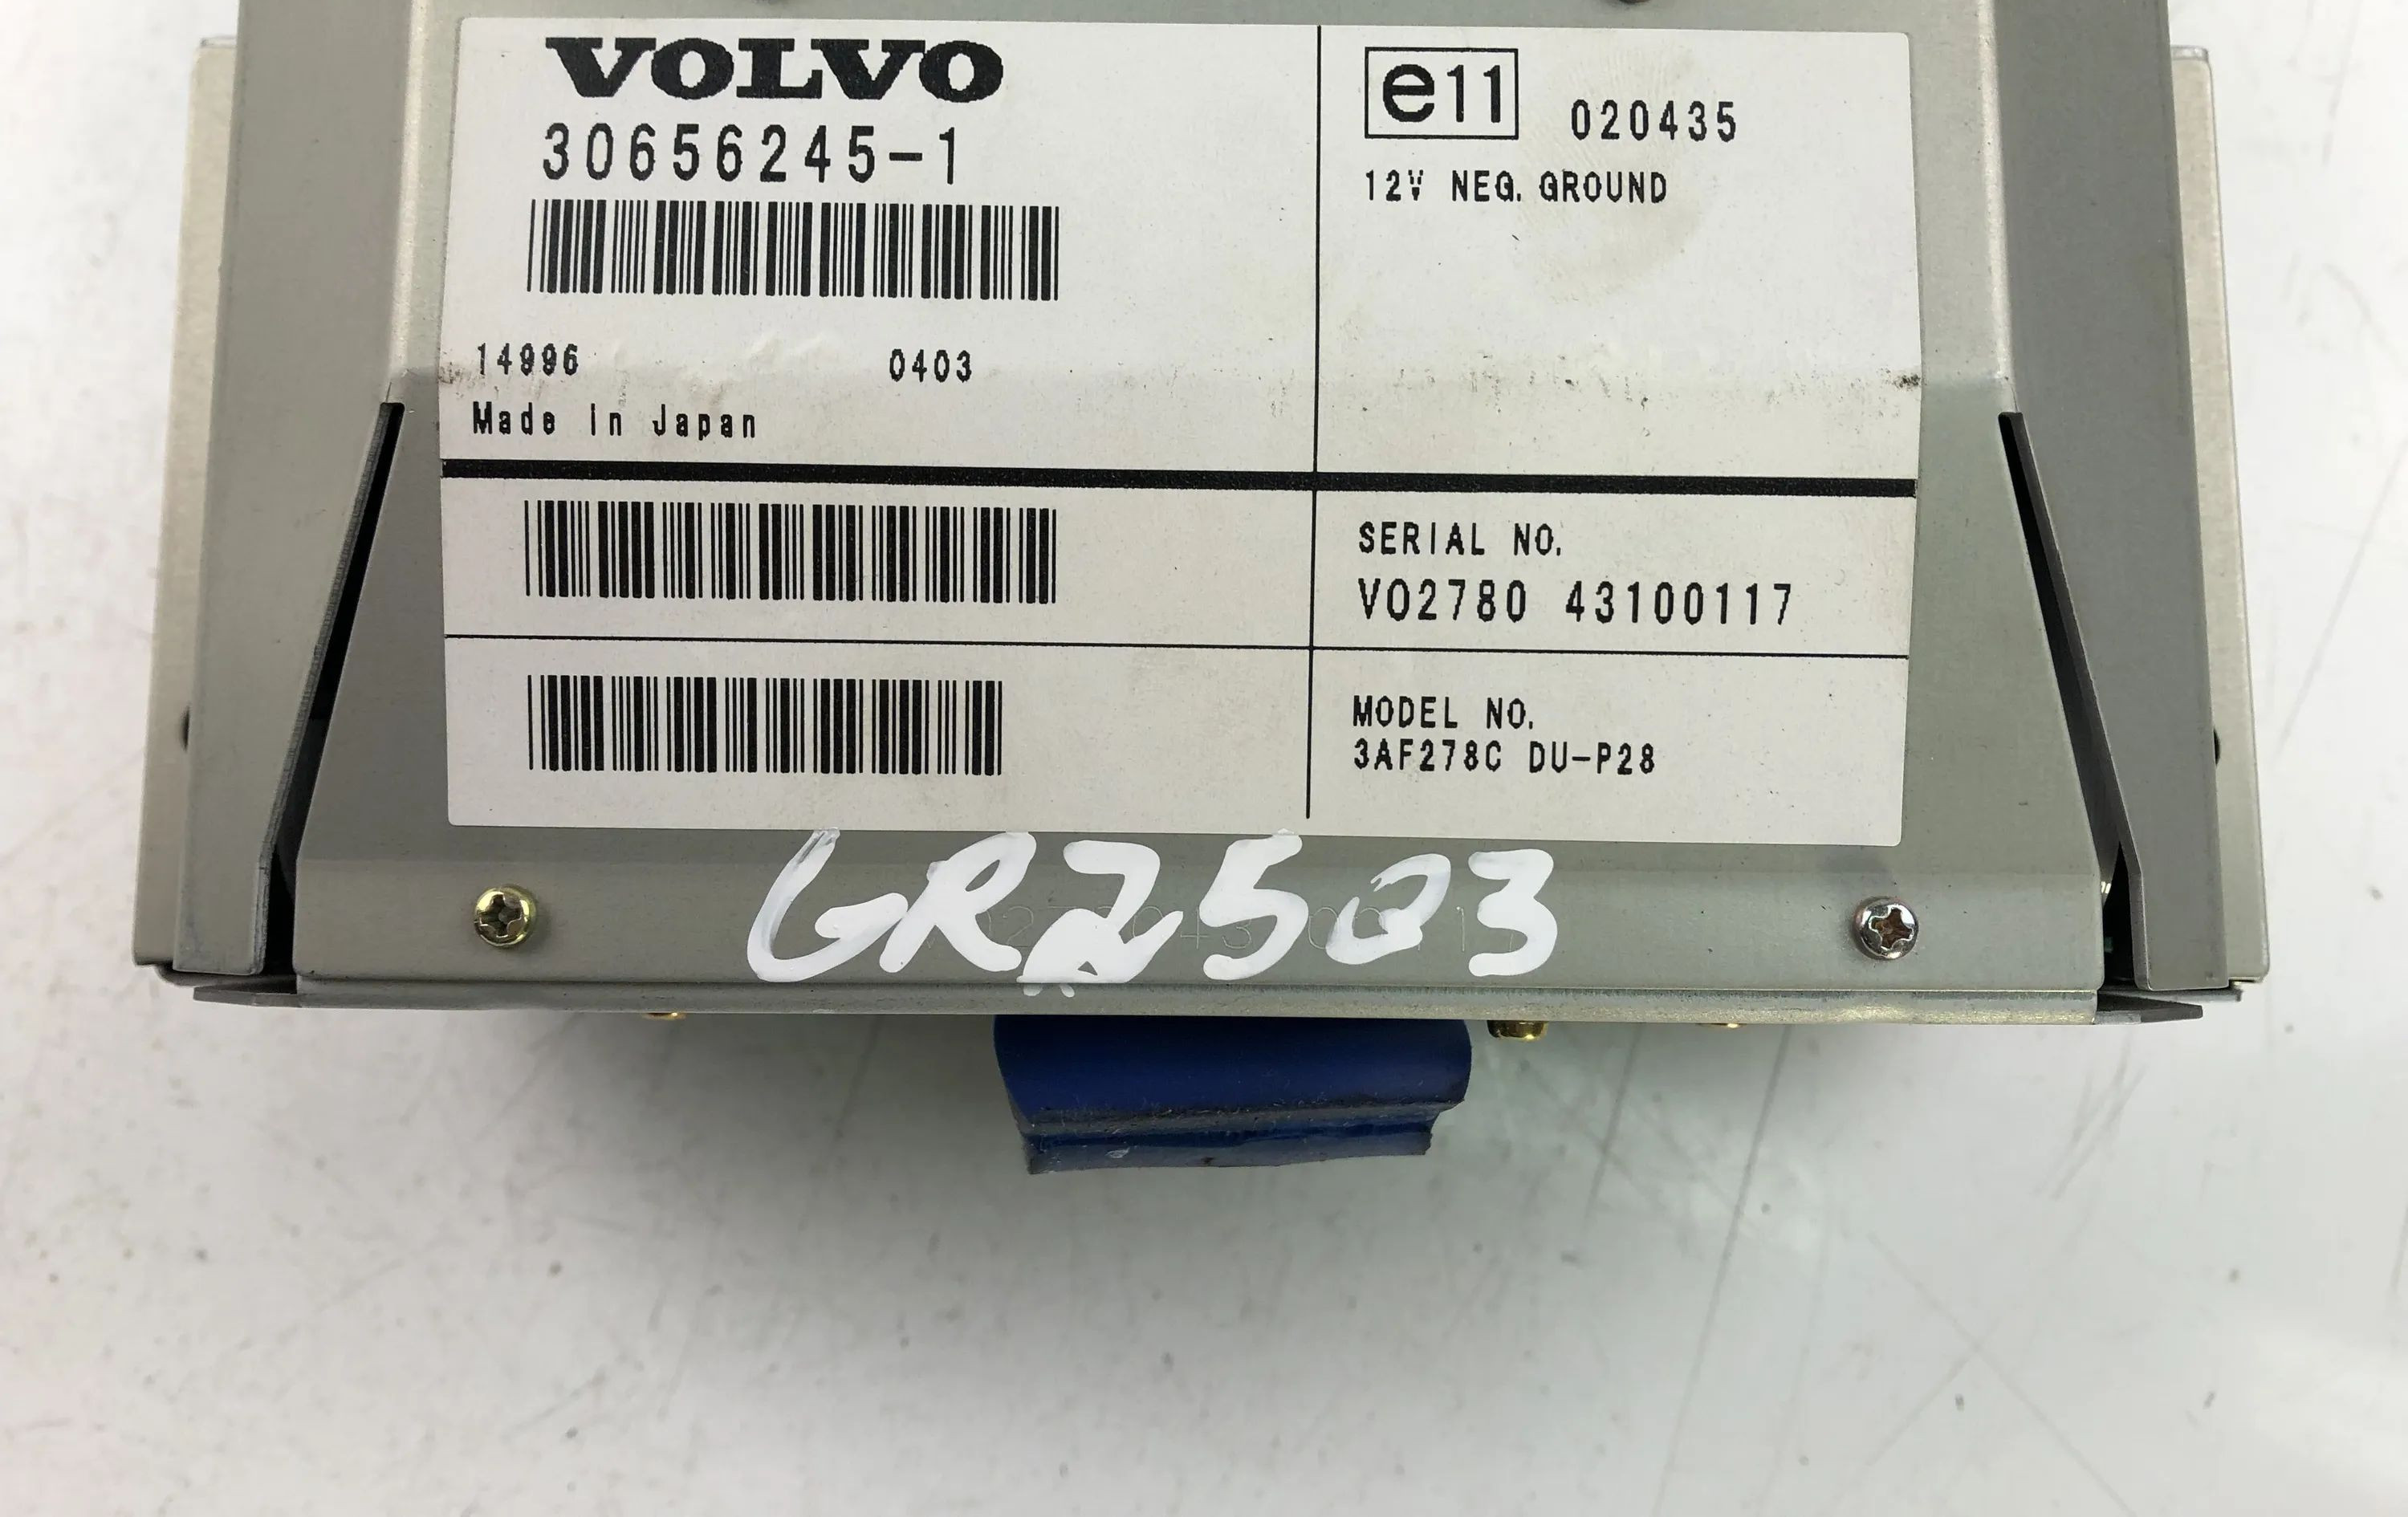 VOLVO
30656245-1
14996 0403
Made in Japan
e11 020435
12V NEG. GROUND
SERIAL NO.
VO2780 43100117
MODEL NO.
3AF278C DU-P28
GR2503